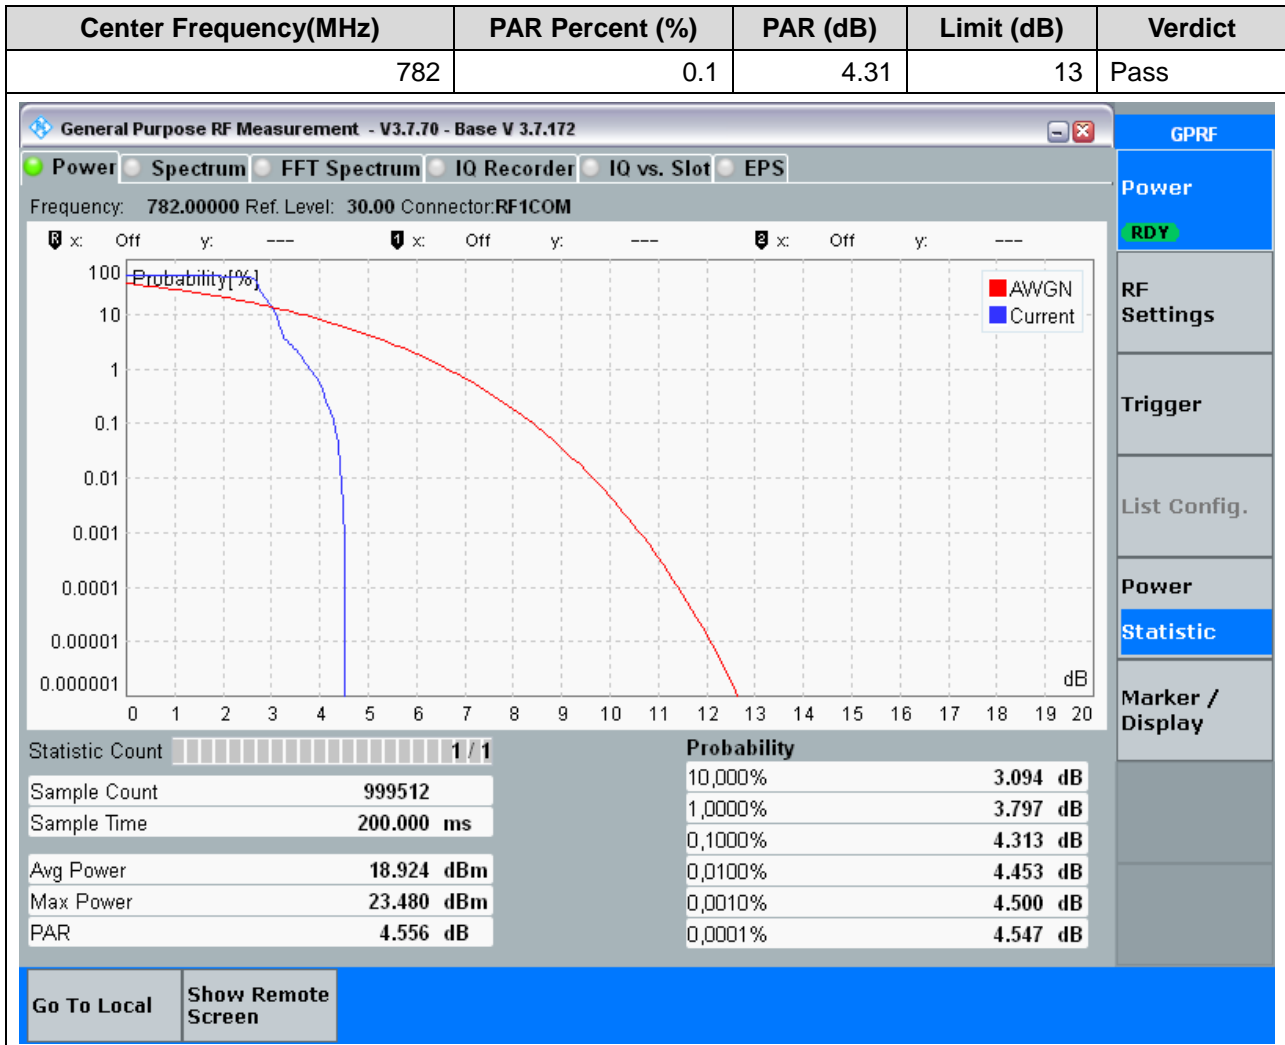 Center Frequency(MHz) PAR Percent (%) PAR (dB) Limit (dB) Verdict
782 0.1 4.31 13 Pass
General Purpose RF Measurement - V3.7.70 - Base V 3.7.172
GPRF
Power Spectrum FFT Spectrum IQ Recorder IQ vs. Slot EPS
Power
RDY
Frequency: 782.00000 Ref. Level: 30.00 Connector:RF1COM
R x: Off y: --- 1 x: Off y: --- 2 x: Off y: ---
Probability[%]
100
10
1
0.1
0.01
0.001
0.0001
0.00001
0.000001
AWGN
Current
dB
0 1 2 3 4 5 6 7 8 9 10 11 12 13 14 15 16 17 18 19 20
RF
Settings
Trigger
List Config.
Power
Statistic
Marker /
Display
Statistic Count 1 / 1
Sample Count 999512
Sample Time 200.000 ms
Avg Power 18.924 dBm
Max Power 23.480 dBm
PAR 4.556 dB
Probability
10,000% 3.094 dB
1,0000% 3.797 dB
0,1000% 4.313 dB
0,0100% 4.453 dB
0,0010% 4.500 dB
0,0001% 4.547 dB
Go To Local
Show Remote
Screen